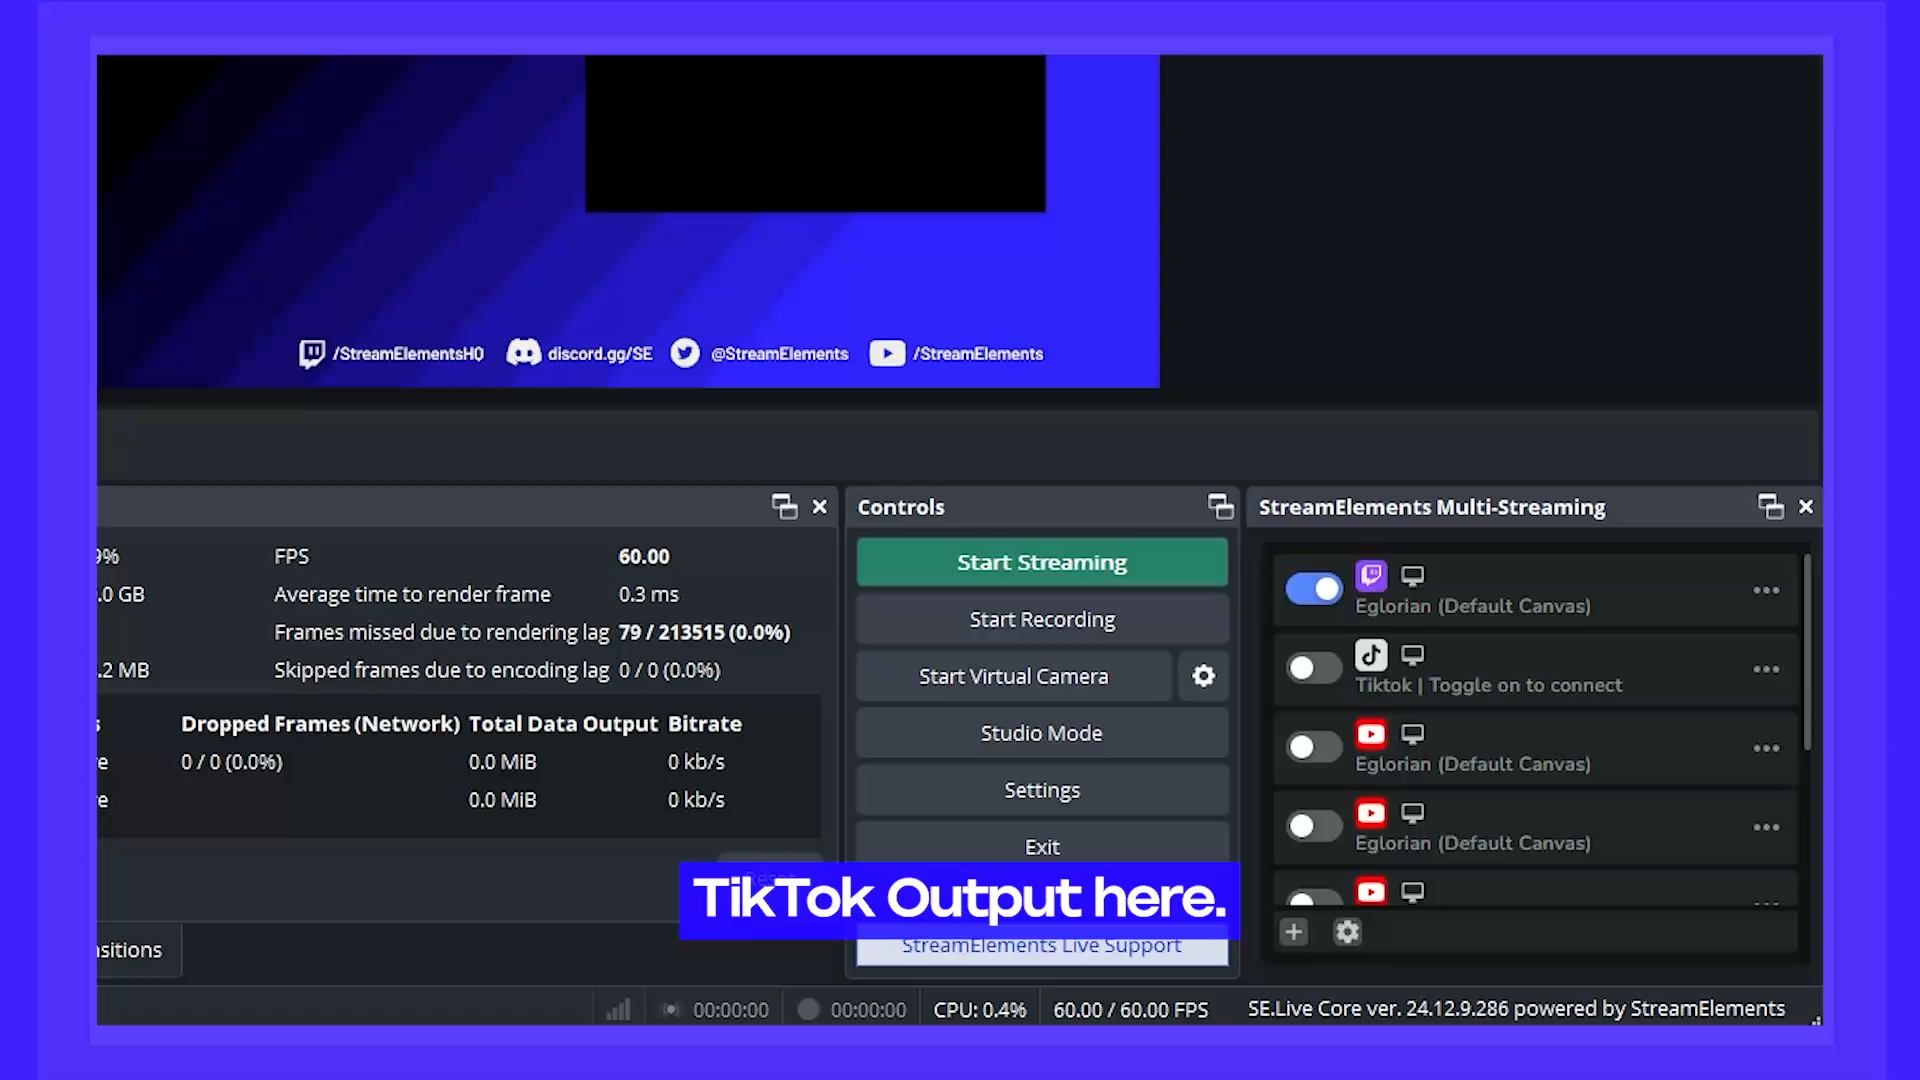 /StreamElementsHQ discord.gg/SE @StreamElements /StreamElements
Controls
StreamElements Multi-Streaming
9%
FPS
60.00
.0 GB
Average time to render frame
0.3 ms
Frames missed due to rendering lag
79 / 213515 (0.0%)
.2 MB
Skipped frames due to encoding lag
0 / 0 (0.0%)
s
Dropped Frames (Network)
Total Data Output
Bitrate
e
0 / 0 (0.0%)
0.0 MiB
0 kb/s
e
0.0 MiB
0 kb/s
Reset
Start Streaming
Start Recording
Start Virtual Camera
Studio Mode
Settings
Exit
TikTok Output here.
StreamElements Live Support
Eglorian (Default Canvas)
Tiktok | Toggle on to connect
Eglorian (Default Canvas)
Eglorian (Default Canvas)
nsitions
00:00:00
00:00:00
CPU: 0.4%
60.00 / 60.00 FPS
SE.Live Core ver. 24.12.9.286 powered by StreamElements